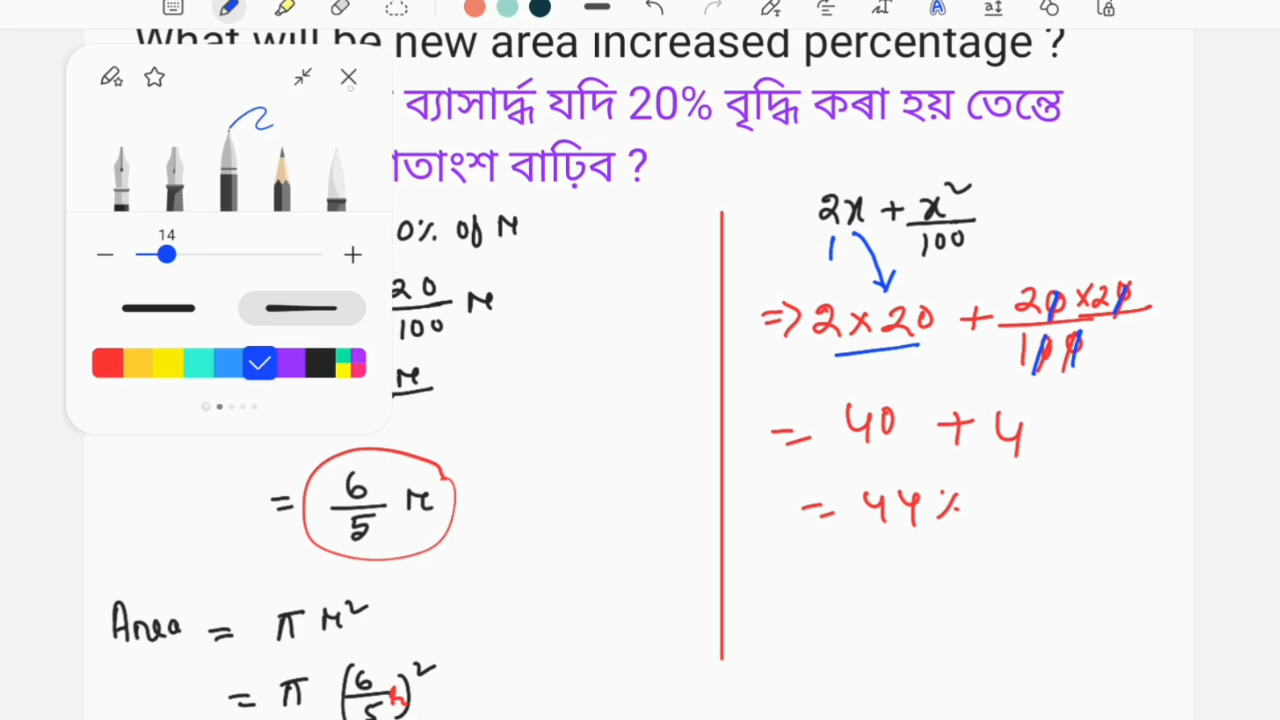 What will be new area increased percentage ?
ব্যাসাৰ্দ্ধ যদি 20% বৃদ্ধি কৰা হয় তেন্তে
তাংশ বাঢ়িব ?
14
0% of r
20/100 r
r
= 6/5 r
Area = πr²
= π (6/5 r)²
2x + x²/100
=> 2 × 20 + 20×20/100
= 40 + 4
= 44%